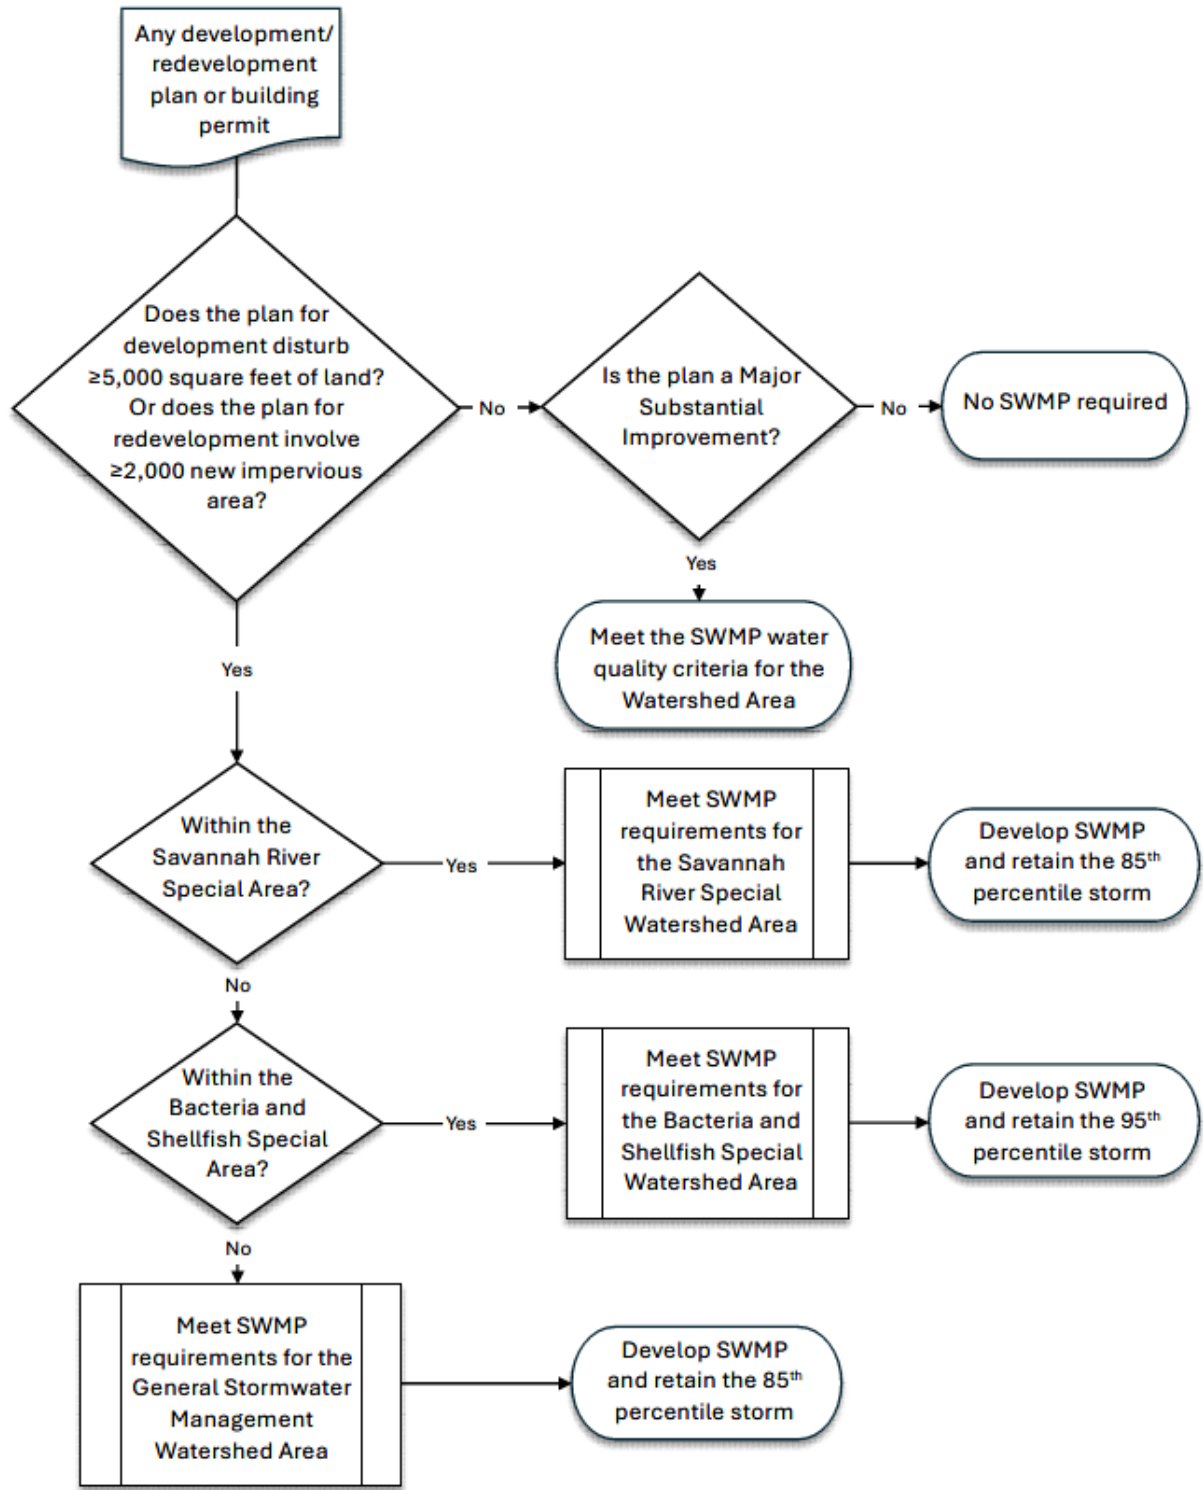 Any development/
redevelopment
plan or building
permit
Does the plan for
development disturb
≥5,000 square feet of land?
Or does the plan for
redevelopment involve
≥2,000 new impervious
area?
No
Is the plan a Major
Substantial
Improvement?
No
No SWMP required
Yes
Meet the SWMP water
quality criteria for the
Watershed Area
Yes
Within the
Savannah River
Special Area?
Yes
Meet SWMP
requirements for
the Savannah
River Special
Watershed Area
Develop SWMP
and retain the 85th
percentile storm
No
Within the
Bacteria and
Shellfish Special
Area?
Yes
Meet SWMP
requirements for
the Bacteria and
Shellfish Special
Watershed Area
Develop SWMP
and retain the 95th
percentile storm
No
Meet SWMP
requirements for the
General Stormwater
Management
Watershed Area
Develop SWMP
and retain the 85th
percentile storm